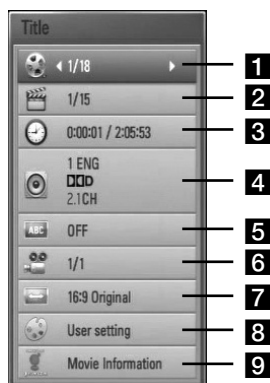 Title
1/18 1
1/15 2
0:00:01 / 2:05:53 3
1 ENG
D
2.1CH 4
ABC OFF 5
1/1 6
16:9 Original 7
User setting 8
Movie Information 9